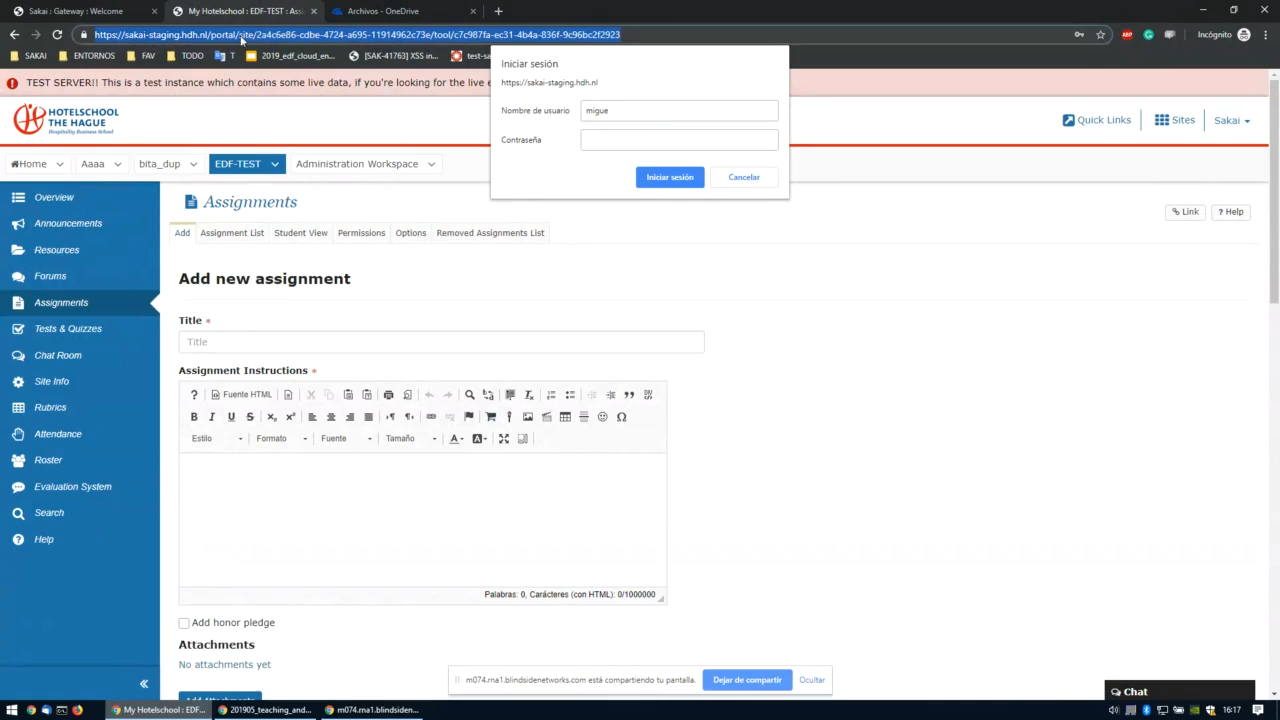 Sakai : Gateway : Welcome
My Hotelschool : EDF-TEST : Assi
Archivos - OneDrive
https://sakai-staging.hdh.nl/portal/site/2a4c6e86-cdbe-4724-a695-11914962c73e/tool/c7c987fa-ec31-4b4a-836f-9c96bc2f2923
Incógnito
SAKAI
FAV
TODO
T
2019_edf_cloud_en...
[SAK-41763] XSS in...
test-sa
TEST SERVER!! This is a test instance which contains some live data, if you're looking for the live e
Iniciar sesión
https://sakai-staging.hdh.nl
Nombre de usuario
migue
Contraseña
Iniciar sesión
Cancelar
HOTELSCHOOL
THE HAGUE
Hospitality Business School
Quick Links
Sites
Sakai
Home
Aaaa
bita_dup
EDF-TEST
Administration Workspace
Overview
Announcements
Resources
Forums
Assignments
Tests & Quizzes
Chat Room
Site Info
Rubrics
Attendance
Roster
Evaluation System
Search
Help
Assignments
Link
? Help
Add
Assignment List
Student View
Permissions
Options
Removed Assignments List
Add new assignment
Title *
Title
Assignment Instructions *
Fuente HTML
Estilo
Formato
Fuente
Tamaño
Palabras: 0, Carácteres (con HTML): 0/1000000
Add honor pledge
Attachments
No attachments yet
Add Attachments
m074.rna1.blindsidenetworks.com está compartiendo tu pantalla.
Dejar de compartir
Ocultar
Chat
My Hotelschool : EDF...
201905_teaching_and...
m074.rna1.blindsiden...
16:17